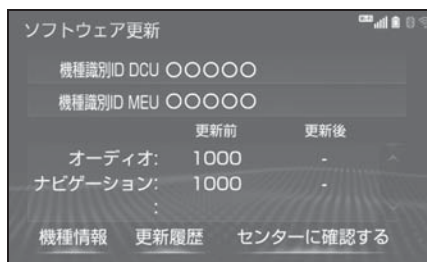 ソフトウェア更新
機種識別ID DCU 〇〇〇〇〇
機種識別ID MEU 〇〇〇〇〇
更新前 更新後
オーディオ: 1000 -
ナビゲーション: 1000 -
:
機種情報 更新履歴 センターに確認する